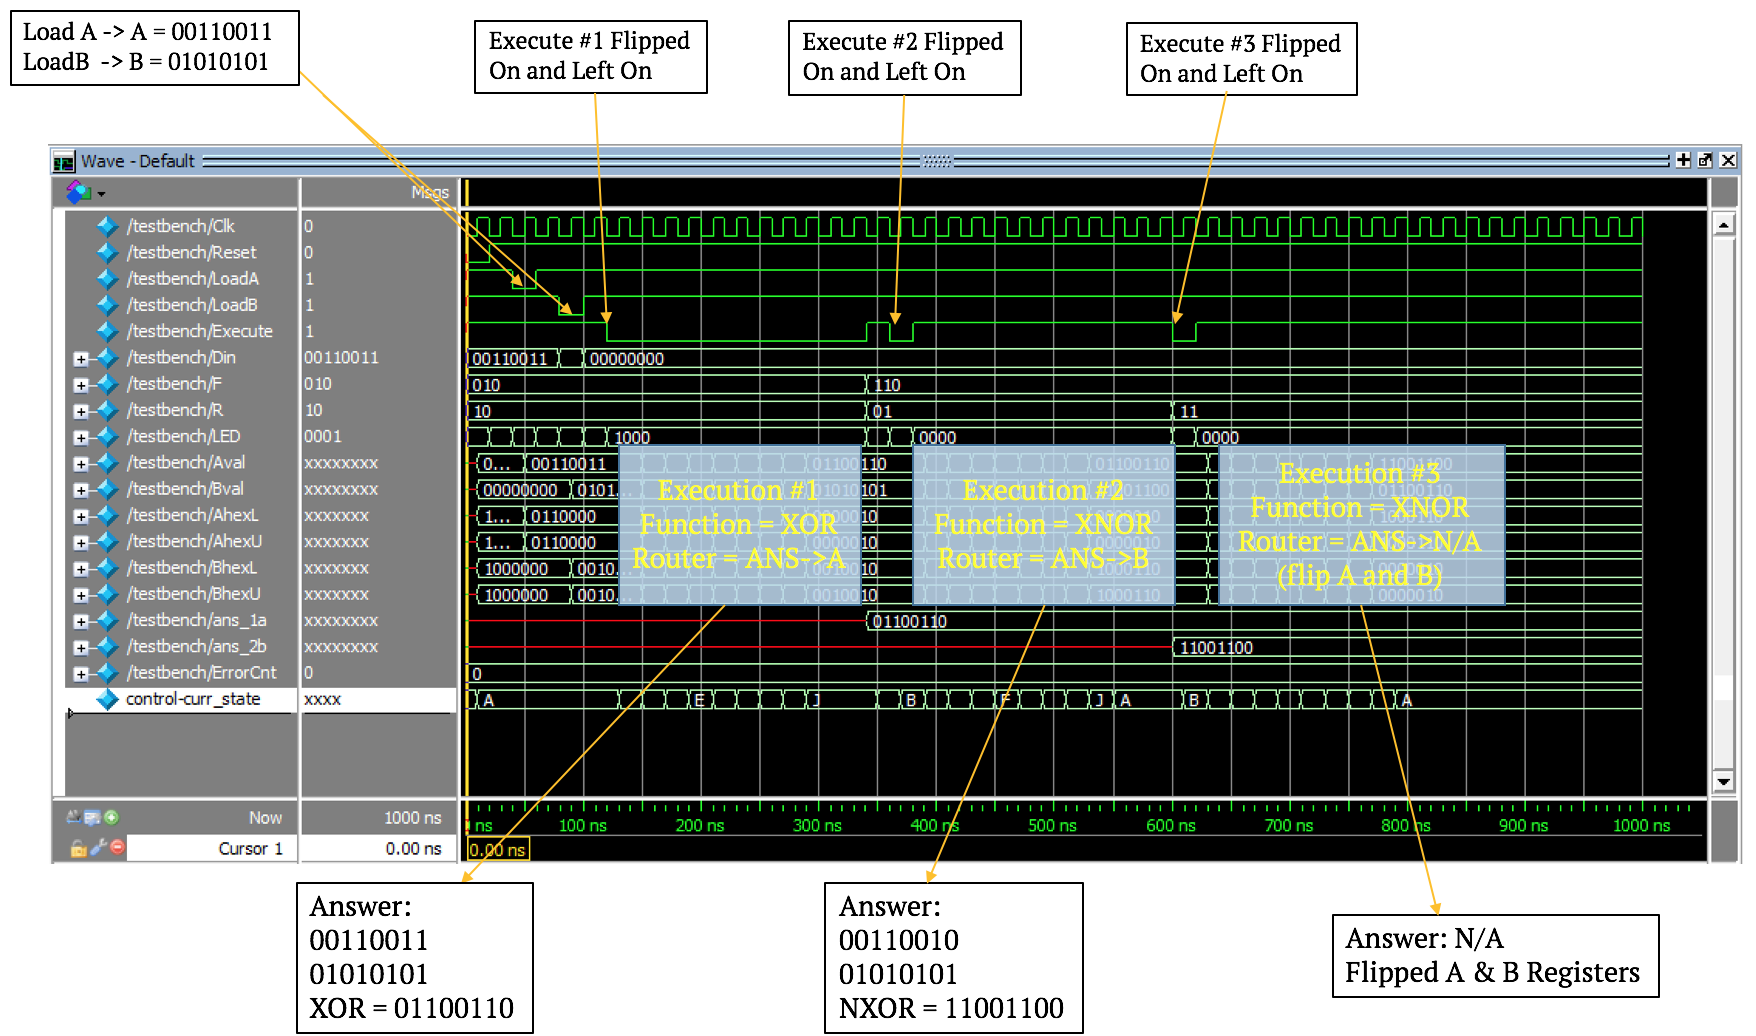 Load A -> A = 00110011
LoadB -> B = 01010101
Execute #1 Flipped
On and Left On
Execute #2 Flipped
On and Left On
Execute #3 Flipped
On and Left On
Wave - Default
Msgs
/testbench/Clk 0
/testbench/Reset 0
/testbench/LoadA 1
/testbench/LoadB 1
/testbench/Execute 1
/testbench/Din 00110011 00110011 00000000
/testbench/F 010 010 110
/testbench/R 10 10 01 11
/testbench/LED 0001 1000 0000 0000
/testbench/Aval xxxxxxxx 0... 00110011 01100110 01100110 11001100
/testbench/Bval xxxxxxxx 00000000 0101... 01010101
/testbench/AhexL xxxxxxx 1... 0110000
/testbench/AhexU xxxxxxx 1... 0110000
/testbench/BhexL xxxxxxx 1000000 0010...
/testbench/BhexU xxxxxxx 1000000 0010... 0010010 1000110 0000010
Execution #1
Function = XOR
Router = ANS->A
Execution #2
Function = XNOR
Router = ANS->B
Execution #3
Function = XNOR
Router = ANS->N/A
(flip A and B)
/testbench/ans_1a xxxxxxxx 01100110
/testbench/ans_2b xxxxxxxx 11001100
/testbench/ErrorCnt 0 0
control-curr_state xxxx A E J B F J A B A
Now 1000 ns
ns 100 ns 200 ns 300 ns 400 ns 500 ns 600 ns 700 ns 800 ns 900 ns 1000 ns
Cursor 1 0.00 ns 0.00 ns
Answer:
00110011
01010101
XOR = 01100110
Answer:
00110010
01010101
NXOR = 11001100
Answer: N/A
Flipped A & B Registers